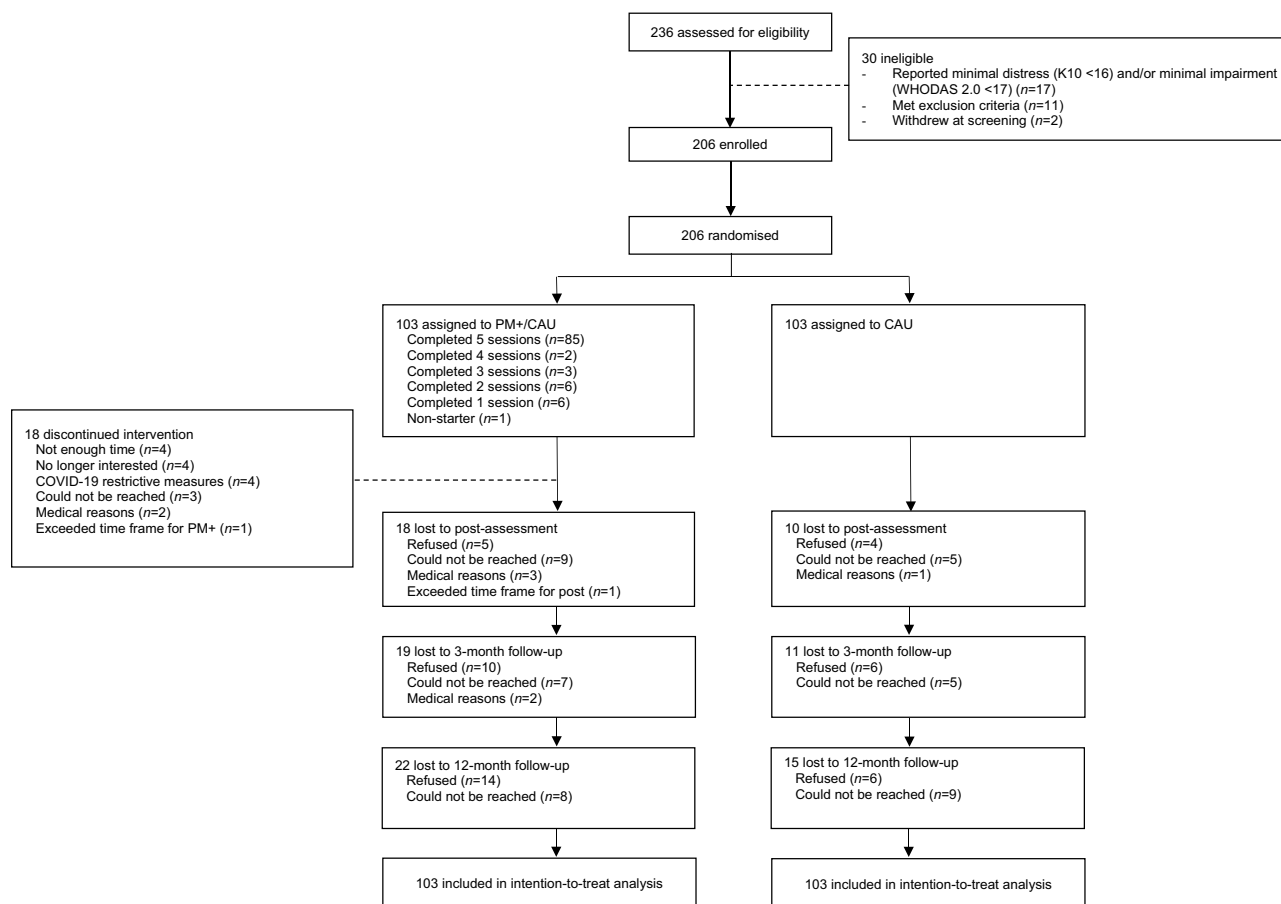 236 assessed for eligibility
30 ineligible
- Reported minimal distress (K10 <16) and/or minimal impairment
(WHODAS 2.0 <17) (n=17)
- Met exclusion criteria (n=11)
- Withdrew at screening (n=2)
206 enrolled
206 randomised
103 assigned to PM+/CAU
Completed 5 sessions (n=85)
Completed 4 sessions (n=2)
Completed 3 sessions (n=3)
Completed 2 sessions (n=6)
Completed 1 session (n=6)
Non-starter (n=1)
103 assigned to CAU
18 discontinued intervention
Not enough time (n=4)
No longer interested (n=4)
COVID-19 restrictive measures (n=4)
Could not be reached (n=3)
Medical reasons (n=2)
Exceeded time frame for PM+ (n=1)
18 lost to post-assessment
Refused (n=5)
Could not be reached (n=9)
Medical reasons (n=3)
Exceeded time frame for post (n=1)
10 lost to post-assessment
Refused (n=4)
Could not be reached (n=5)
Medical reasons (n=1)
19 lost to 3-month follow-up
Refused (n=10)
Could not be reached (n=7)
Medical reasons (n=2)
11 lost to 3-month follow-up
Refused (n=6)
Could not be reached (n=5)
22 lost to 12-month follow-up
Refused (n=14)
Could not be reached (n=8)
15 lost to 12-month follow-up
Refused (n=6)
Could not be reached (n=9)
103 included in intention-to-treat analysis
103 included in intention-to-treat analysis